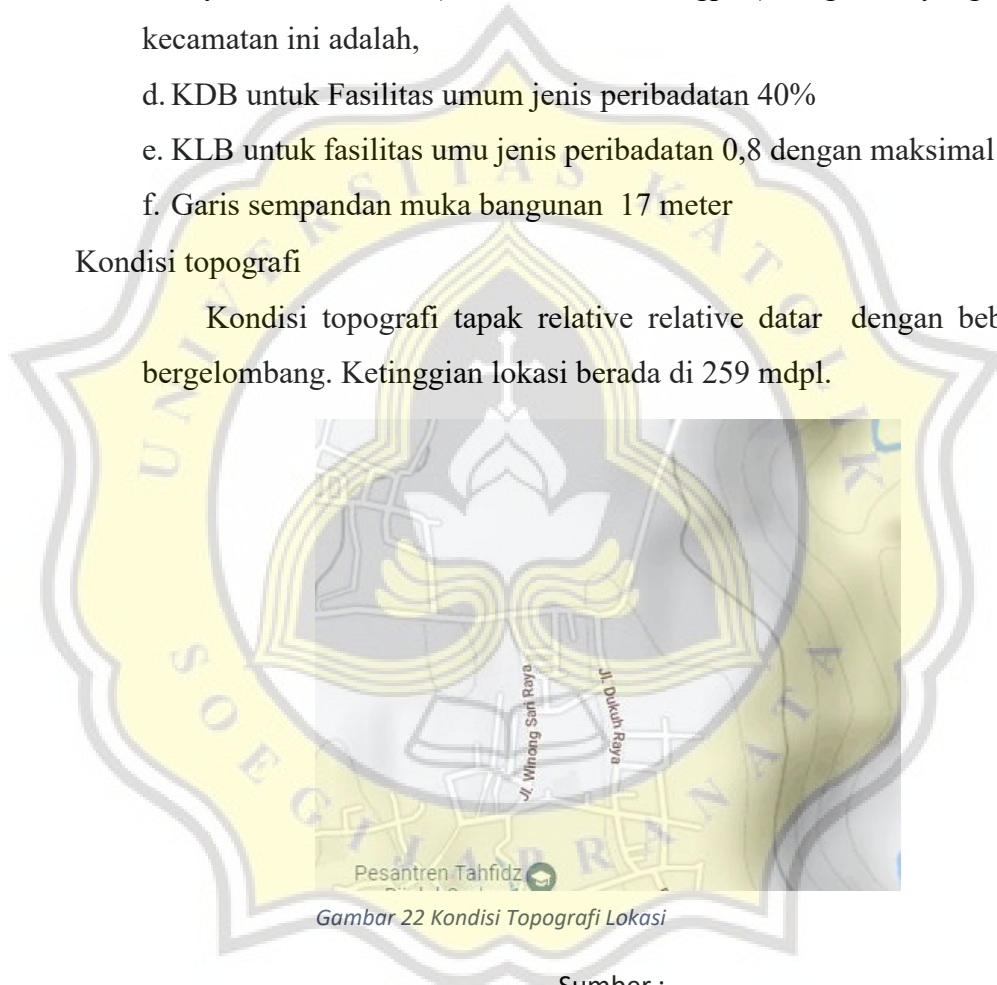 kecamatan ini adalah,
d. KDB untuk Fasilitas umum jenis peribadatan 40%
e. KLB untuk fasilitas umu jenis peribadatan 0,8 dengan maksimal
f. Garis sempandan muka bangunan 17 meter
Kondisi topografi
Kondisi topografi tapak relative relative datar dengan beb
bergelombang. Ketinggian lokasi berada di 259 mdpl.
UNIVERSITAS KATOLIK
SOEGIJAPRANATA
Jl. Winong Sari Raya
Jl. Dukuh Raya
Pesantren Tahfidz
Gambar 22 Kondisi Topografi Lokasi
Sumber :